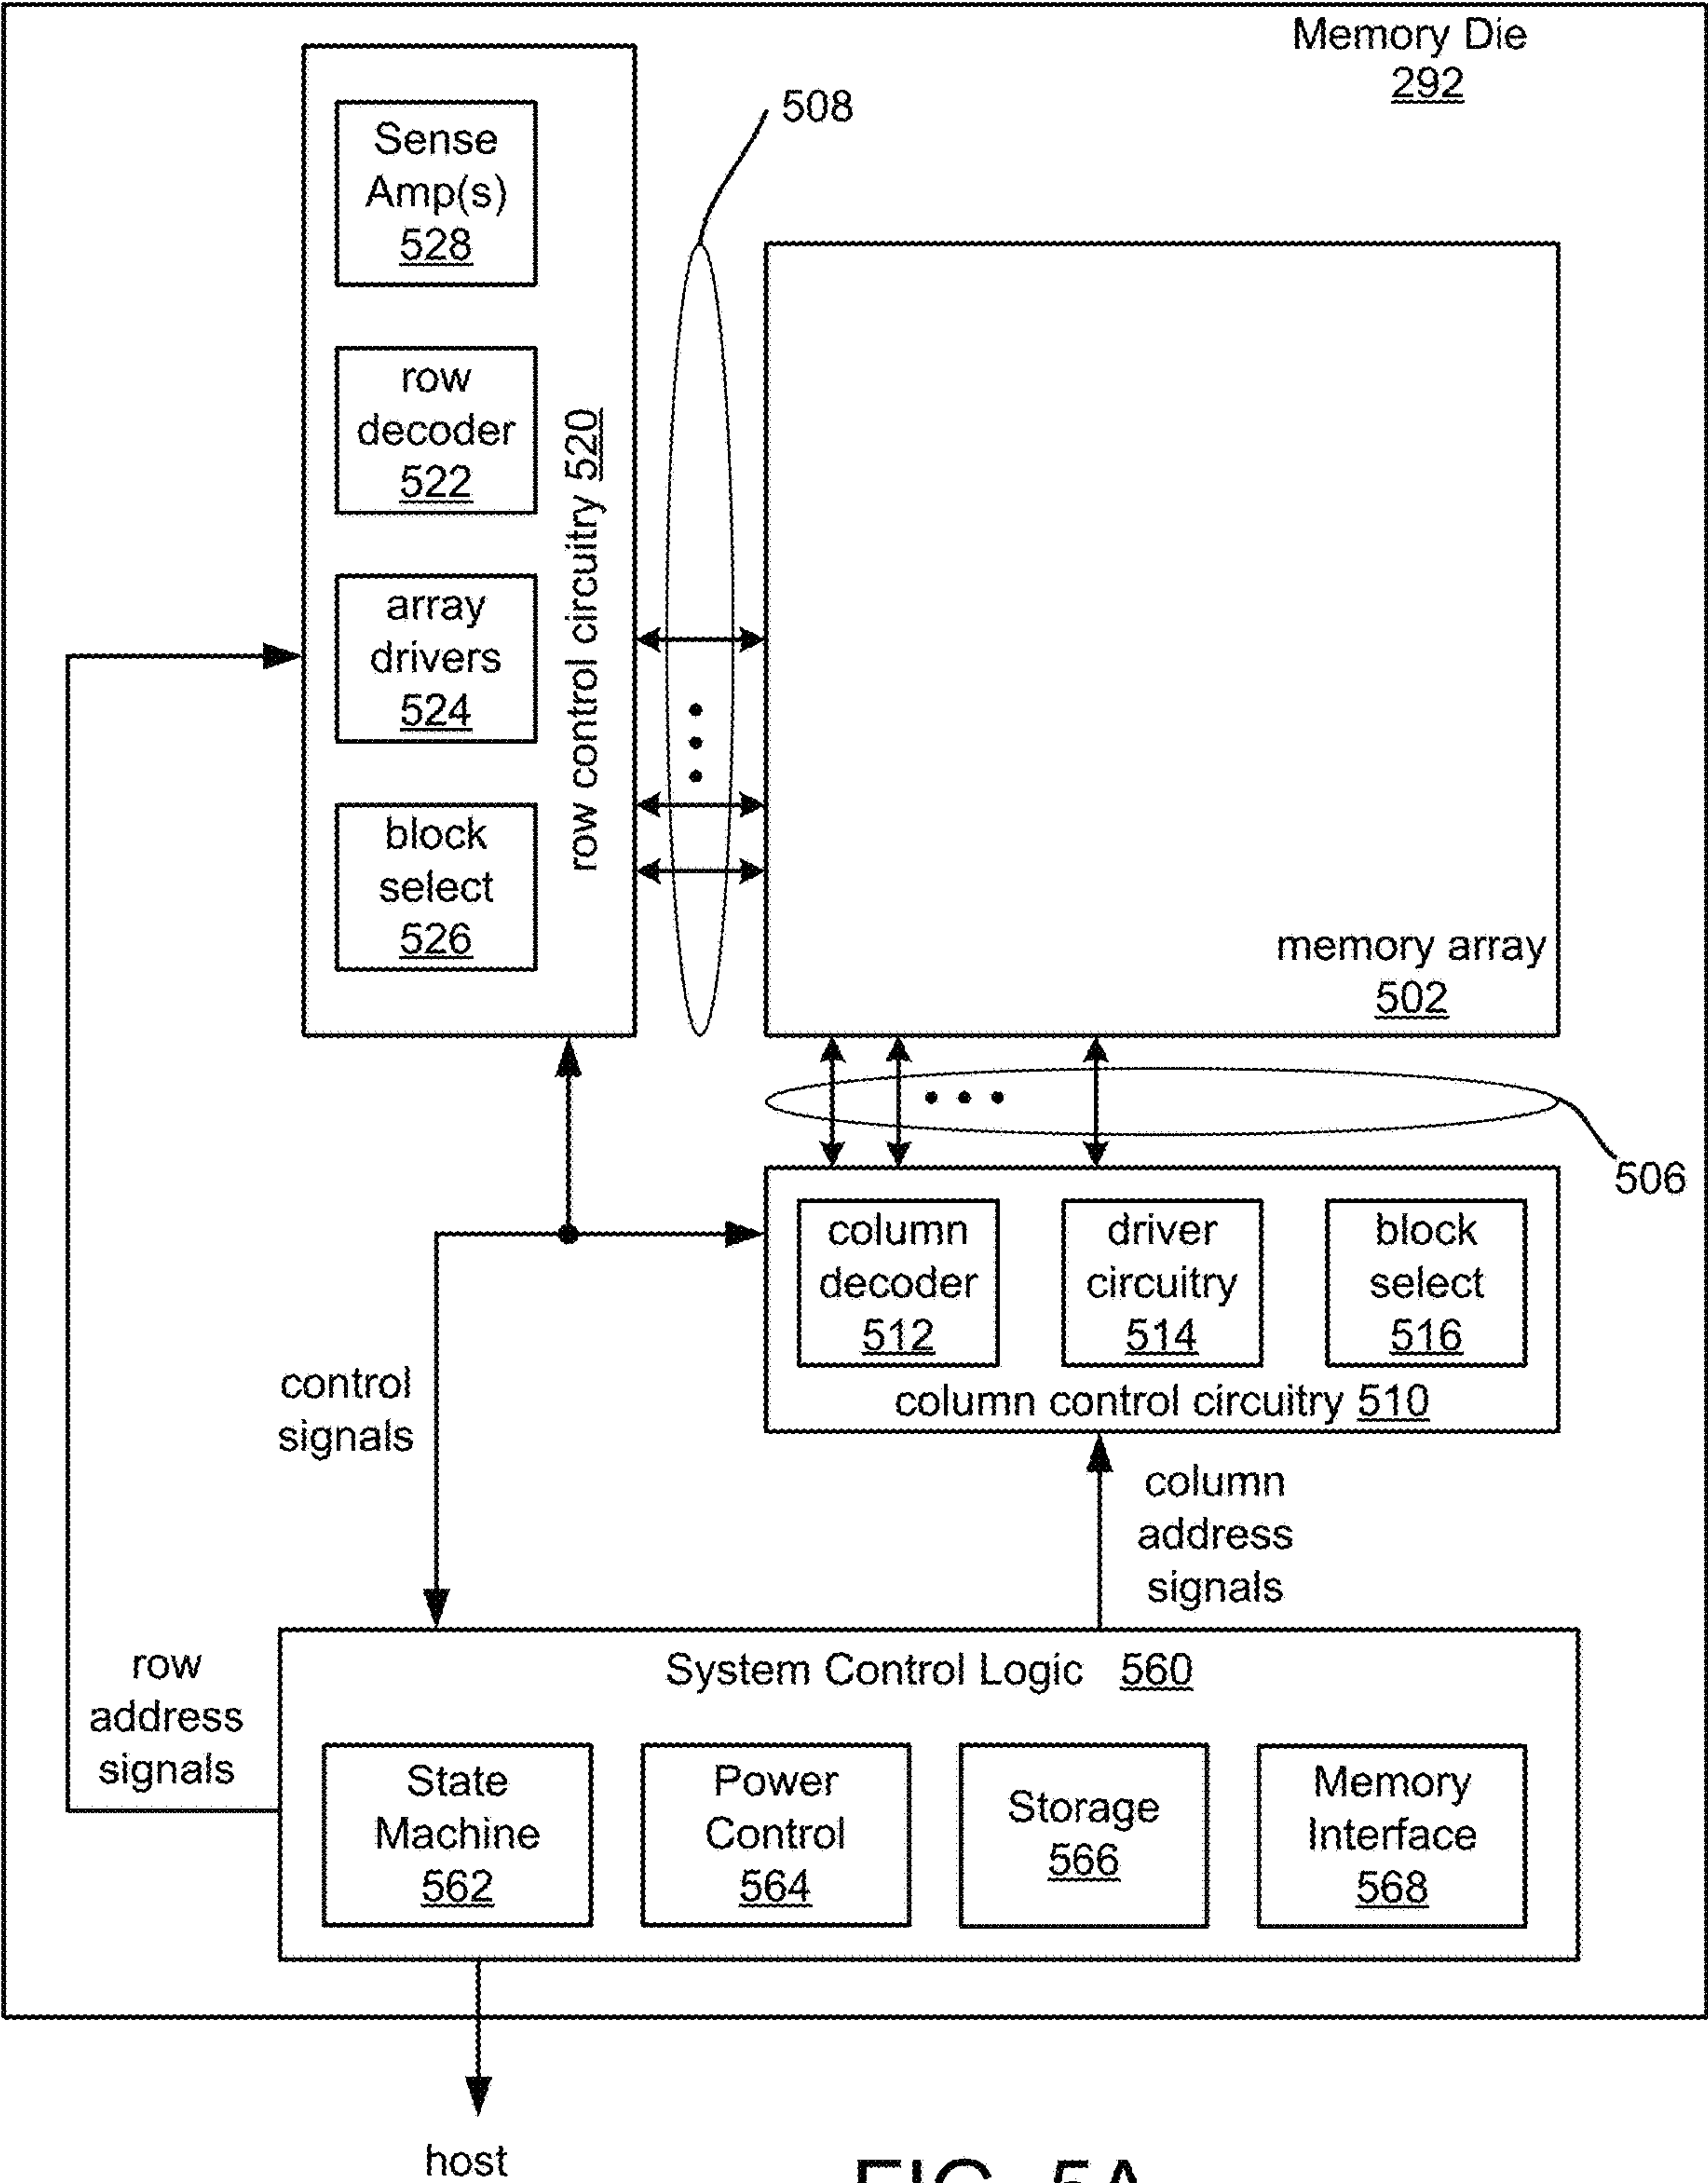 Memory Die
292
508
Sense
Amp(s)
528
row
decoder
522
array
drivers
524
block
select
526
row control circuitry 520
memory array
502
506
column
decoder
512
driver
circuitry
514
block
select
516
column control circuitry 510
control
signals
column
address
signals
row
address
signals
System Control Logic 560
State
Machine
562
Power
Control
564
Storage
566
Memory
Interface
568
host
FIG. 5A